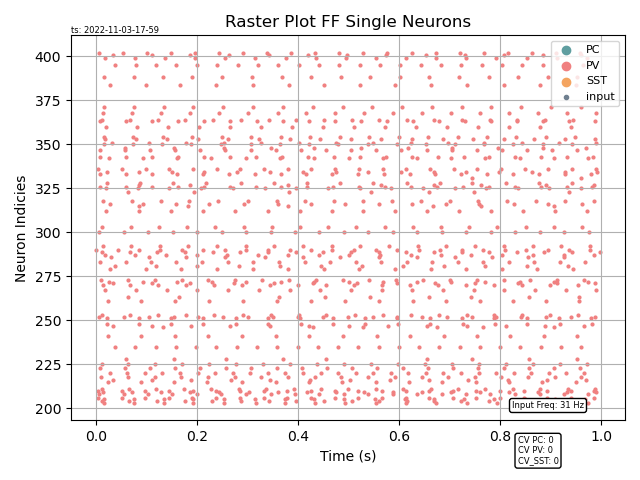 Raster Plot FF Single Neurons
ts: 2022-11-03-17-59
PC
PV
SST
input
Neuron Indicies
400
375
350
325
300
275
250
225
200
Input Freq: 31 Hz
0.0 0.2 0.4 0.6 0.8 1.0
Time (s)
CV PC: 0
CV PV: 0
CV_SST: 0